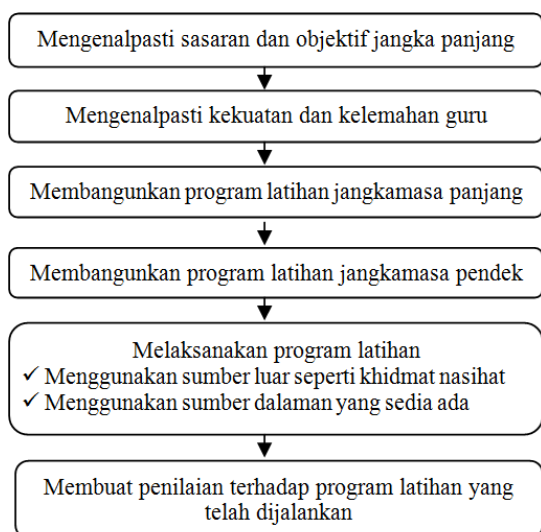 Mengenalpasti sasaran dan objektif jangka panjang
Mengenalpasti kekuatan dan kelemahan guru
Membangunkan program latihan jangkamasa panjang
Membangunkan program latihan jangkamasa pendek
Melaksanakan program latihan
✓ Menggunakan sumber luar seperti khidmat nasihat
✓ Menggunakan sumber dalaman yang sedia ada
Membuat penilaian terhadap program latihan yang
telah dijalankan